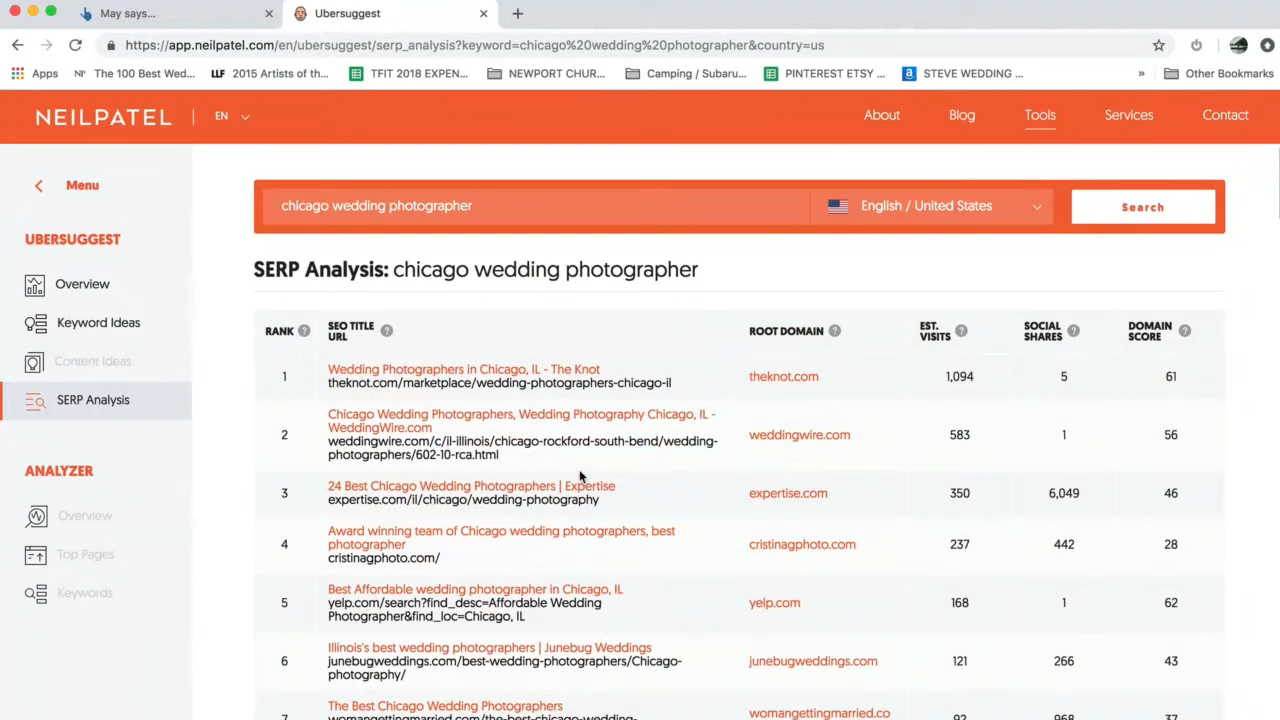 May says...
Ubersuggest
https://app.neilpatel.com/en/ubersuggest/serp_analysis?keyword=chicago%20wedding%20photographer&country=us
Apps
NP The 100 Best Wed...
LLF 2015 Artists of th...
TFIT 2018 EXPEN...
NEWPORT CHUR...
Camping / Subaru...
PINTEREST ETSY ...
a STEVE WEDDING ...
»
Other Bookmarks
NEILPATEL
EN
About
Blog
Tools
Services
Contact
Menu
UBERSUGGEST
Overview
Keyword Ideas
Content Ideas
SERP Analysis
ANALYZER
Overview
Top Pages
Keywords
chicago wedding photographer
English / United States
Search
SERP Analysis: chicago wedding photographer
RANK ?
SEO TITLE
URL ?
ROOT DOMAIN ?
EST.
VISITS ?
SOCIAL
SHARES ?
DOMAIN
SCORE ?
1
Wedding Photographers in Chicago, IL - The Knot
theknot.com/marketplace/wedding-photographers-chicago-il
theknot.com
1,094
5
61
2
Chicago Wedding Photographers, Wedding Photography Chicago, IL -
WeddingWire.com
weddingwire.com/c/il-illinois/chicago-rockford-south-bend/wedding-
photographers/602-10-rca.html
weddingwire.com
583
1
56
3
24 Best Chicago Wedding Photographers | Expertise
expertise.com/il/chicago/wedding-photography
expertise.com
350
6,049
46
4
Award winning team of Chicago wedding photographers, best
photographer
cristinagphoto.com/
cristinagphoto.com
237
442
28
5
Best Affordable wedding photographer in Chicago, IL
yelp.com/search?find_desc=Affordable Wedding
Photographer&find_loc=Chicago, IL
yelp.com
168
1
62
6
Illinois's best wedding photographers | Junebug Weddings
junebugweddings.com/best-wedding-photographers/Chicago-
photography/
junebugweddings.com
121
266
43
7
The Best Chicago Wedding Photographers
womangettingmarried.com/the-best-chicago-wedding-
womangettingmarried.co
92
968
37